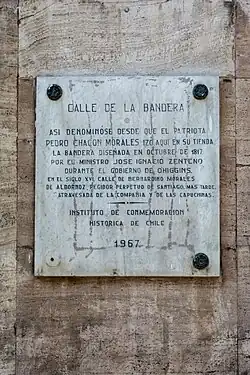 CALLE DE LA BANDERA
ASI DENOMINOSE DESDE QUE EL PATRIOTA
PEDRO CHACON MORALES IZO AQUI EN SU TIENDA
LA BANDERA DISEÑADA EN OCTUBRE DE 1817
POR EL MINISTRO JOSE IGNACIO ZENTENO
DURANTE EL GOBIERNO DE O'HIGGINS.
EN EL SIGLO XVI CALLE DE BERNARDINO MORALES
DE ALBORNOZ, REGIDOR PERPETUO DE SANTIAGO, MAS TARDE,
ATRAVESADA DE LA COMPAÑIA Y DE LAS CAPUCHINAS.
INSTITUTO DE CONMEMORACION
HISTORICA DE CHILE
1967